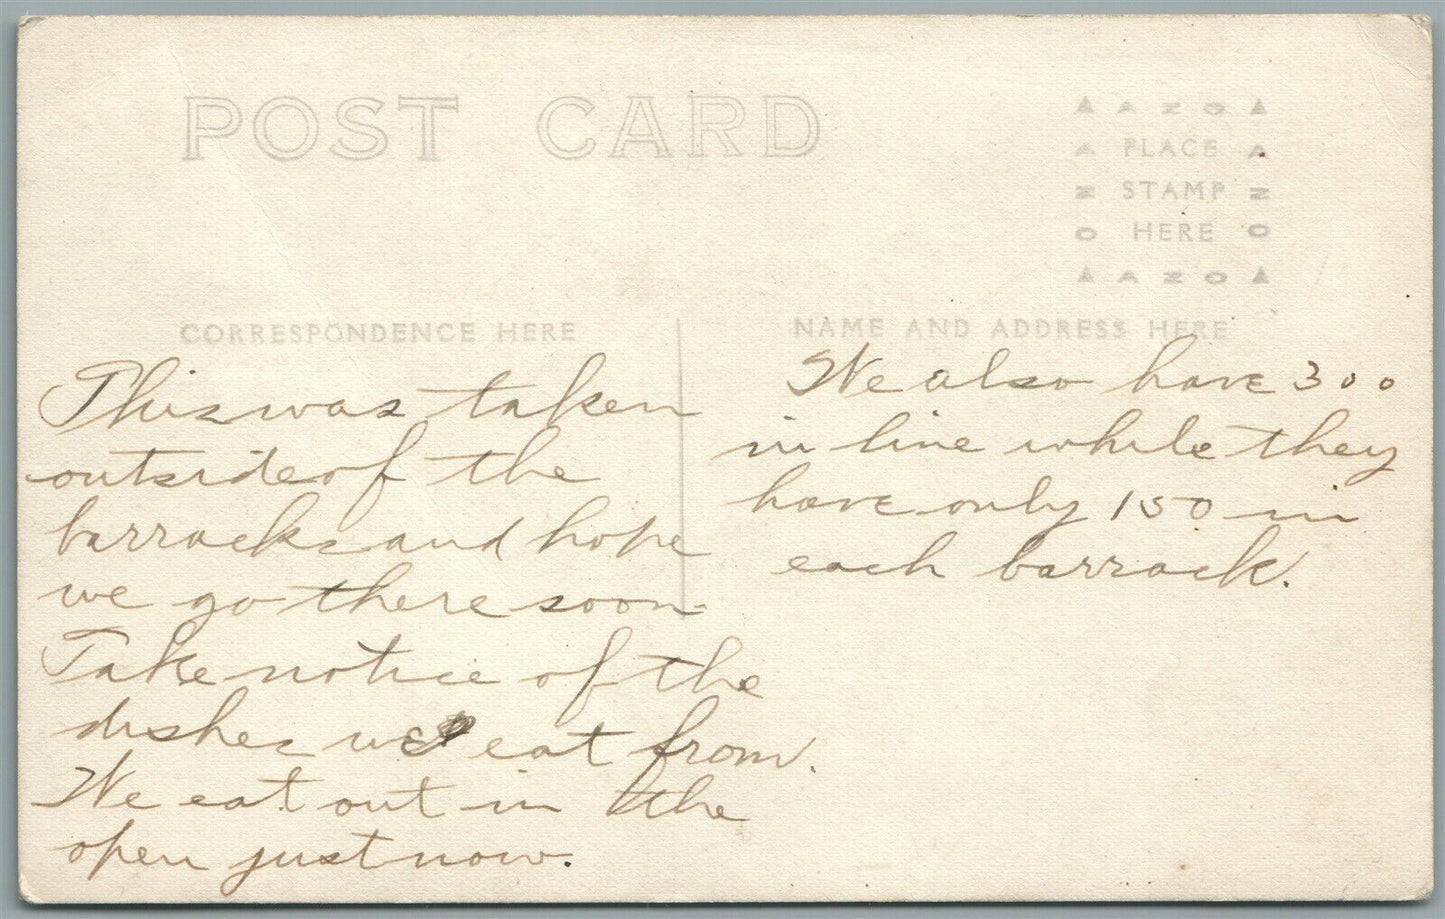 POST CARD
▲ A Z O ▲
A PLACE A
N STAMP N
O HERE O
▲ A Z O ▲
CORRESPONDENCE HERE
This was taken
outside of the
barracks and hope
we go there soon
Take notice of the
dishes we eat from.
We eat out in the
open just now.
NAME AND ADDRESS HERE
We also have 300
in line while they
have only 150 in
each barrack.